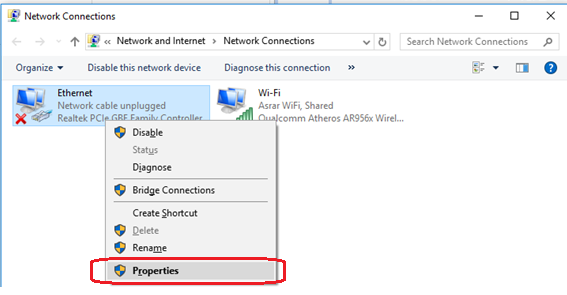 Network Connections
« Network and Internet › Network Connections
Search Network Connections
Organize
Disable this network device
Diagnose this connection
»
Ethernet
Network cable unplugged
Realtek PCIe GBE Family Controller
Wi-Fi
Asrar WiFi, Shared
Qualcomm Atheros AR956x Wirel...
Disable
Status
Diagnose
Bridge Connections
Create Shortcut
Delete
Rename
Properties